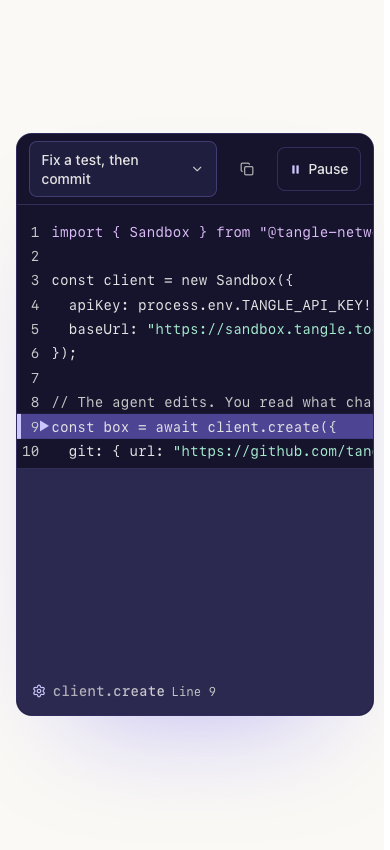 Fix a test, then
commit
Pause
1 import { Sandbox } from "@tangle-netw
2
3 const client = new Sandbox({
4   apiKey: process.env.TANGLE_API_KEY!
5   baseUrl: "https://sandbox.tangle.to
6 });
7
8 // The agent edits. You read what cha
9 const box = await client.create({
10   git: { url: "https://github.com/tan
client.create Line 9